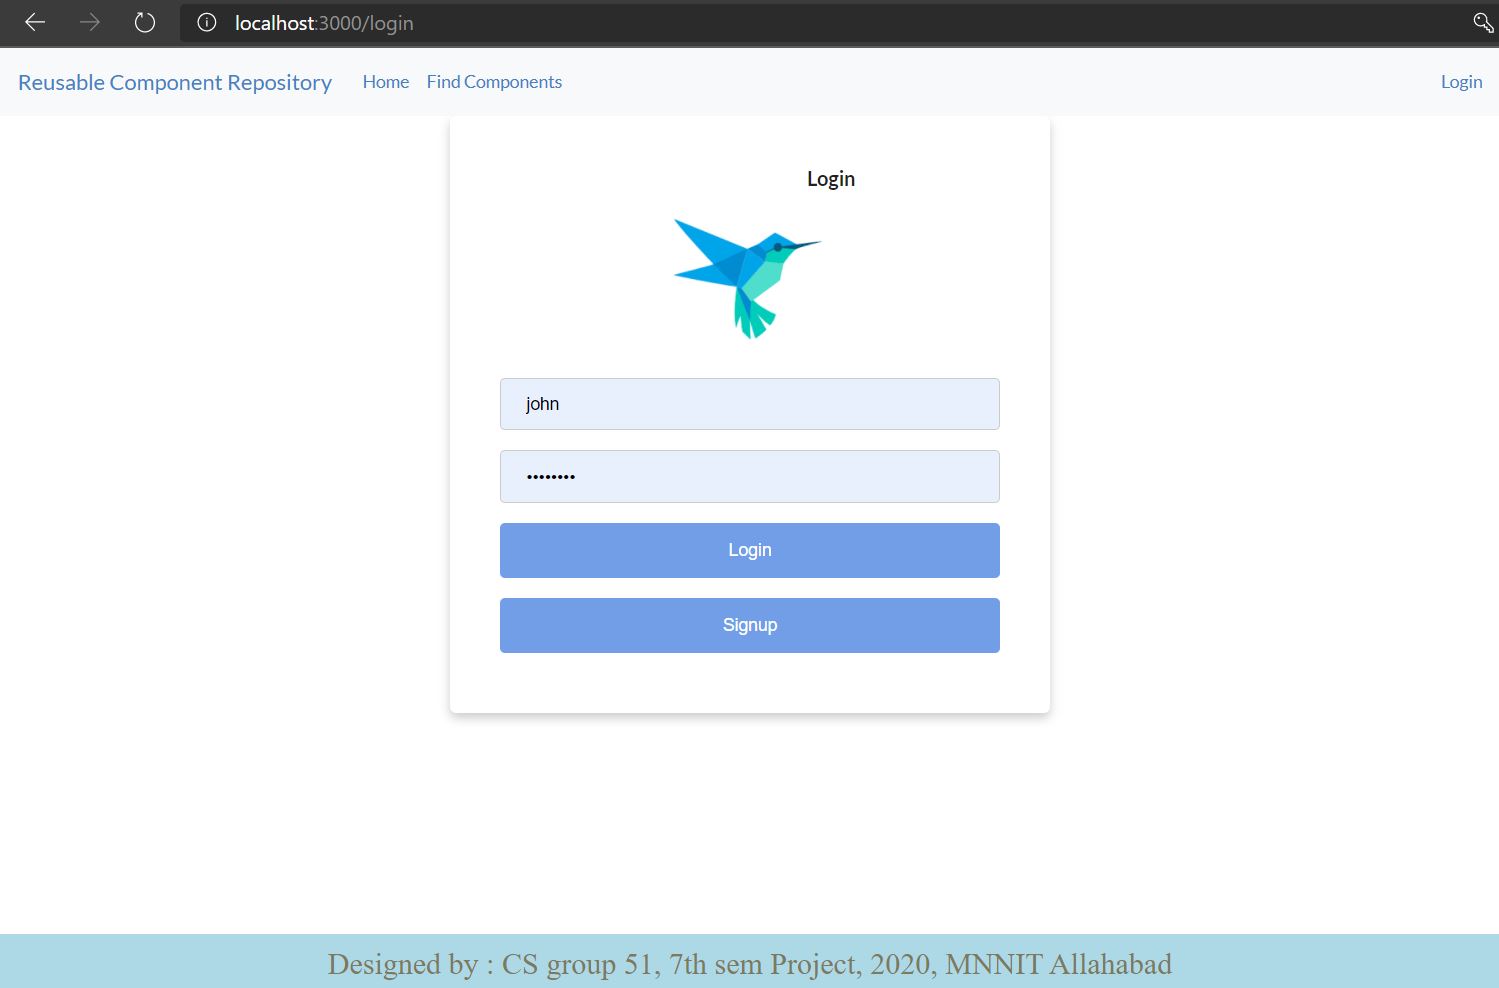 localhost:3000/login
Reusable Component Repository Home Find Components Login
Login
john
••••••••
Login
Signup
Designed by : CS group 51, 7th sem Project, 2020, MNNIT Allahabad